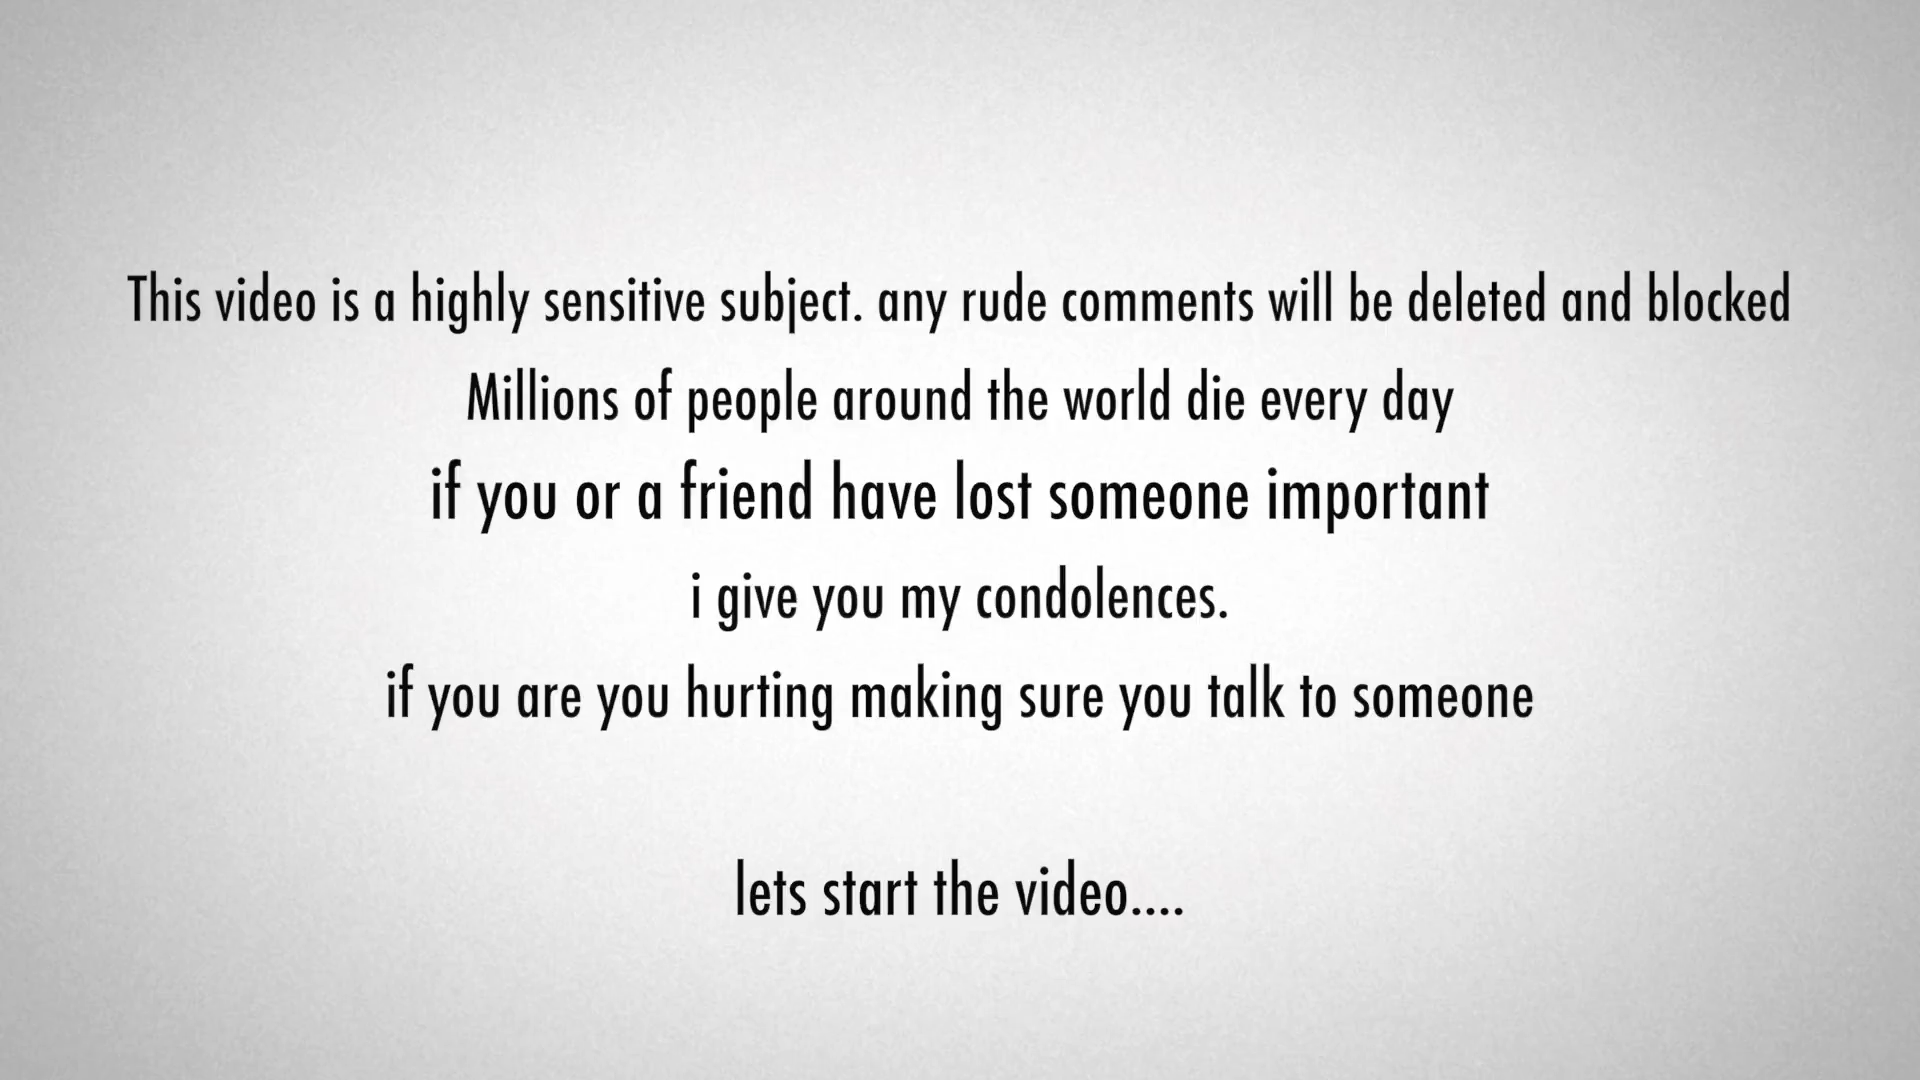 This video is a highly sensitive subject. any rude comments will be deleted and blocked
Millions of people around the world die every day
if you or a friend have lost someone important
i give you my condolences.
if you are you hurting making sure you talk to someone
lets start the video....